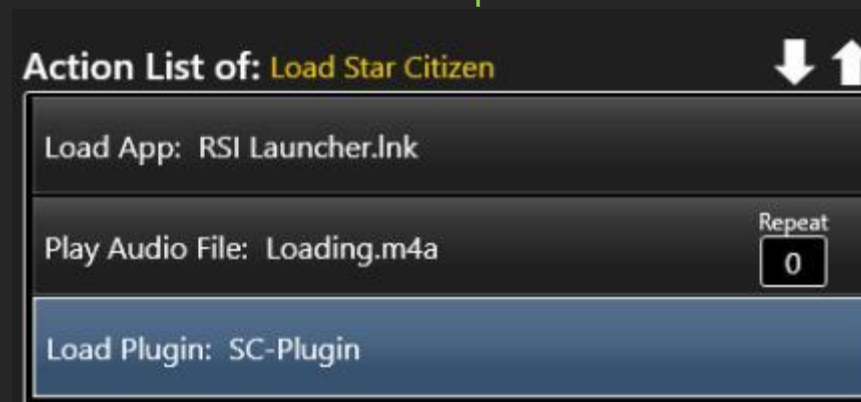 Action List of: Load Star Citizen
Load App: RSI Launcher.lnk
Repeat
Play Audio File: Loading.m4a 0
Load Plugin: SC-Plugin